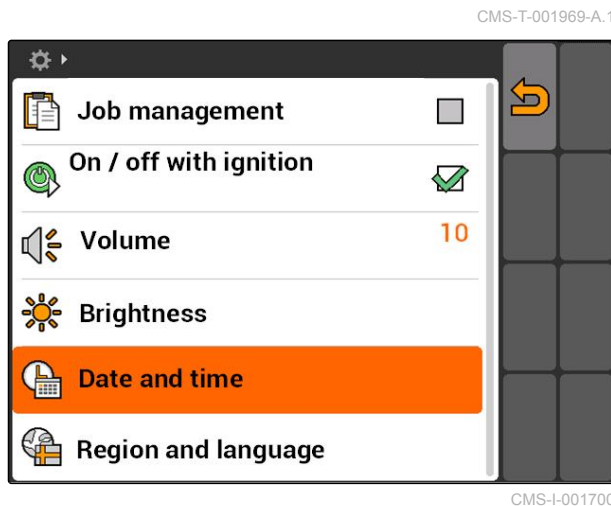 CMS-T-001969-A.1
Job management
On / off with ignition
Volume
10
Brightness
Date and time
Region and language
CMS-I-001700